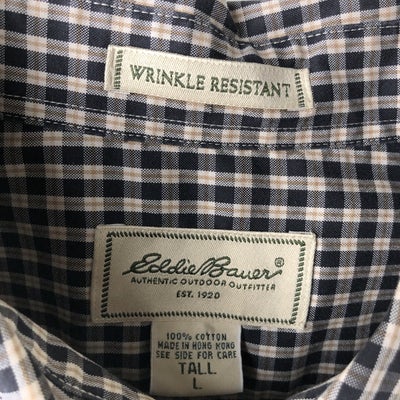 WRINKLE RESISTANT
Eddie Bauer®
AUTHENTIC OUTDOOR OUTFITTER
EST. 1920
100% COTTON
MADE IN HONG KONG
SEE SIDE FOR CARE
TALL
L